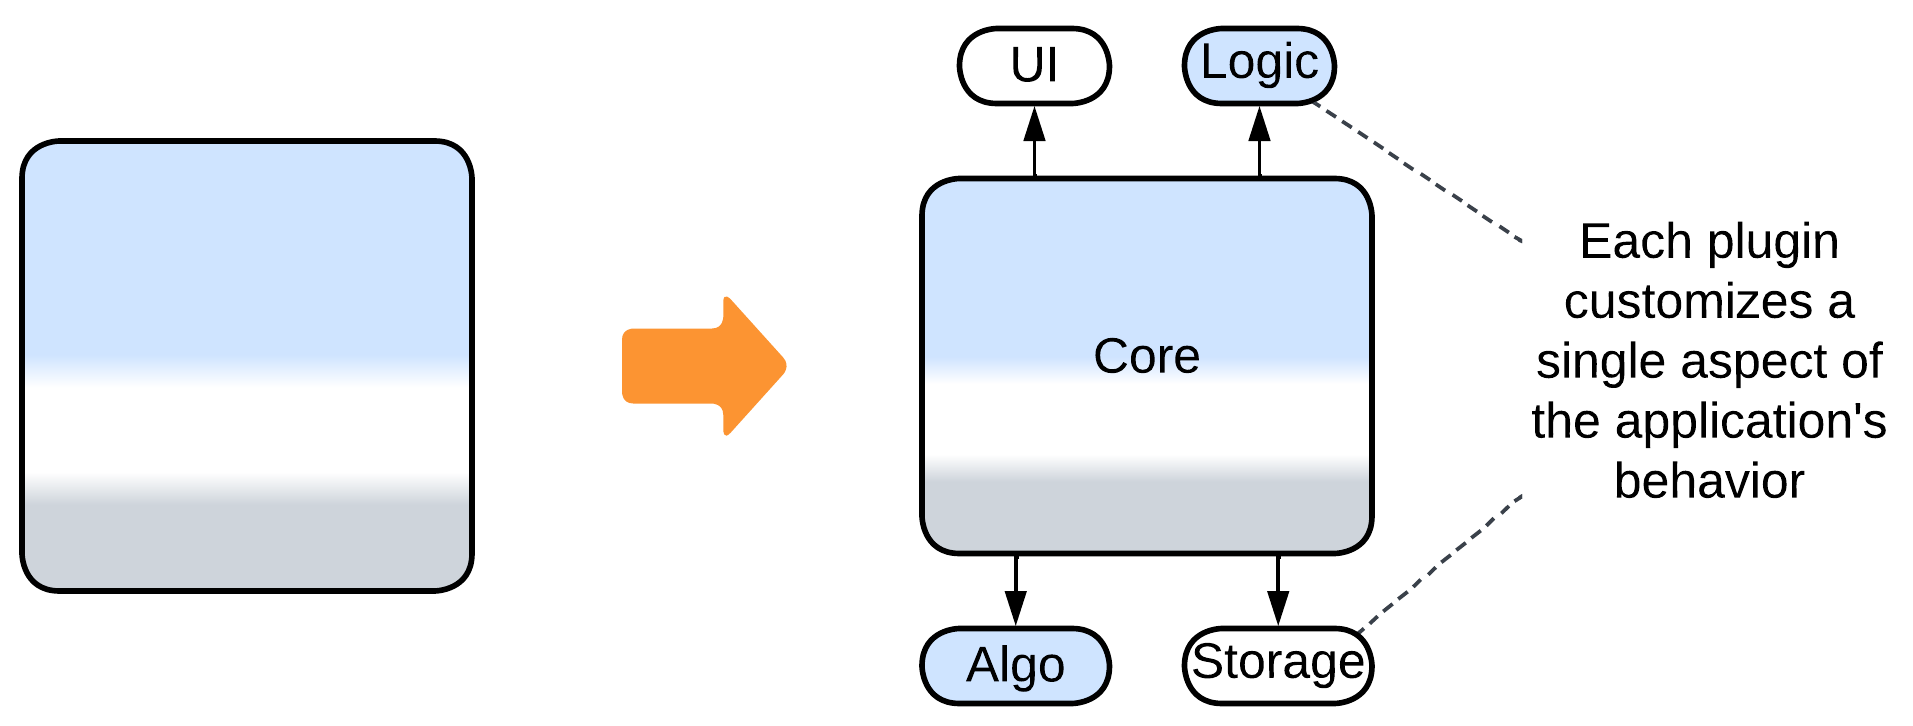 UI
Logic
Core
Each plugin
customizes a
single aspect of
the application's
behavior
Algo
Storage